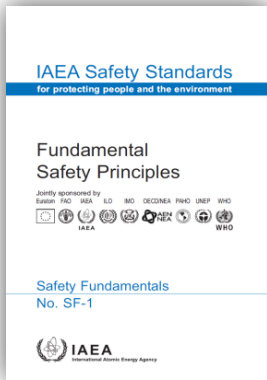 IAEA Safety Standards
for protecting people and the environment
Fundamental
Safety Principles
Jointly sponsored by
Euratom FAO IAEA ILO IMO OECD/NEA PAHO UNEP WHO
AEN
NEA
IAEA
WHO
Safety Fundamentals
No. SF-1
IAEA
International Atomic Energy Agency